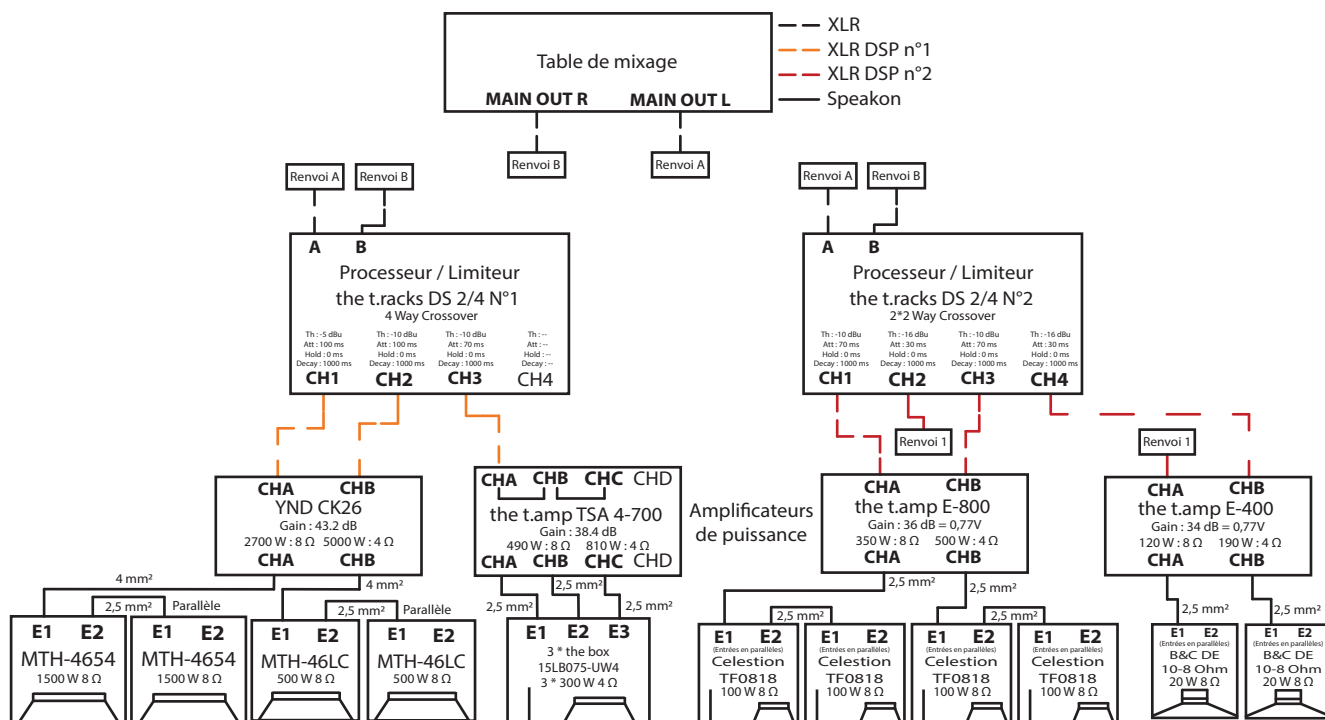 Table de mixage
MAIN OUT R MAIN OUT L
XLR
XLR DSP n°1
XLR DSP n°2
Speakon
Renvoi B
Renvoi A
Renvoi A
Renvoi B
Renvoi A
Renvoi B
A B
Processeur / Limiteur
the t.racks DS 2/4 N°1
4 Way Crossover
Th : -5 dBu Th : -10 dBu Th : -10 dBu Th : --
Att : 100 ms Att : 100 ms Att : 70 ms Att : --
Hold : 0 ms Hold : 0 ms Hold : 0 ms Hold : --
Decay : 1000 ms Decay : 1000 ms Decay : 1000 ms Decay : --
CH1 CH2 CH3 CH4
A B
Processeur / Limiteur
the t.racks DS 2/4 N°2
2*2 Way Crossover
Th : -10 dBu Th : -16 dBu Th : -10 dBu Th : -16 dBu
Att : 70 ms Att : 30 ms Att : 70 ms Att : 30 ms
Hold : 0 ms Hold : 0 ms Hold : 0 ms Hold : 0 ms
Decay : 1000 ms Decay : 1000 ms Decay : 1000 ms Decay : 1000 ms
CH1 CH2 CH3 CH4
Renvoi 1
Renvoi 1
CHA CHB
YND CK26
Gain : 43.2 dB
2700 W : 8 Ω 5000 W : 4 Ω
CHA CHB
CHA CHB CHC CHD
the t.amp TSA 4-700
Gain : 38.4 dB
490 W : 8 Ω 810 W : 4 Ω
CHA CHB CHC CHD
Amplificateurs
de puissance
CHA CHB
the t.amp E-800
Gain : 36 dB = 0,77V
350 W : 8 Ω 500 W : 4 Ω
CHA CHB
CHA CHB
the t.amp E-400
Gain : 34 dB = 0,77V
120 W : 8 Ω 190 W : 4 Ω
CHA CHB
4 mm²
4 mm²
2,5 mm² Parallèle
2,5 mm² Parallèle
2,5 mm²
2,5 mm²
2,5 mm²
2,5 mm²
2,5 mm²
2,5 mm²
2,5 mm²
2,5 mm²
2,5 mm²
E1 E2
MTH-4654
1500 W 8 Ω
E1 E2
MTH-4654
1500 W 8 Ω
E1 E2
MTH-46LC
500 W 8 Ω
E1 E2
MTH-46LC
500 W 8 Ω
E1 E2 E3
3 * the box
15LB075-UW4
3 * 300 W 4 Ω
E1 E2
(Entrées en parallèles)
Celestion
TF0818
100 W 8 Ω
E1 E2
(Entrées en parallèles)
Celestion
TF0818
100 W 8 Ω
E1 E2
(Entrées en parallèles)
Celestion
TF0818
100 W 8 Ω
E1 E2
(Entrées en parallèles)
Celestion
TF0818
100 W 8 Ω
E1 E2
(Entrées en parallèles)
B&C DE
10-8 Ohm
20 W 8 Ω
E1 E2
(Entrées en parallèles)
B&C DE
10-8 Ohm
20 W 8 Ω